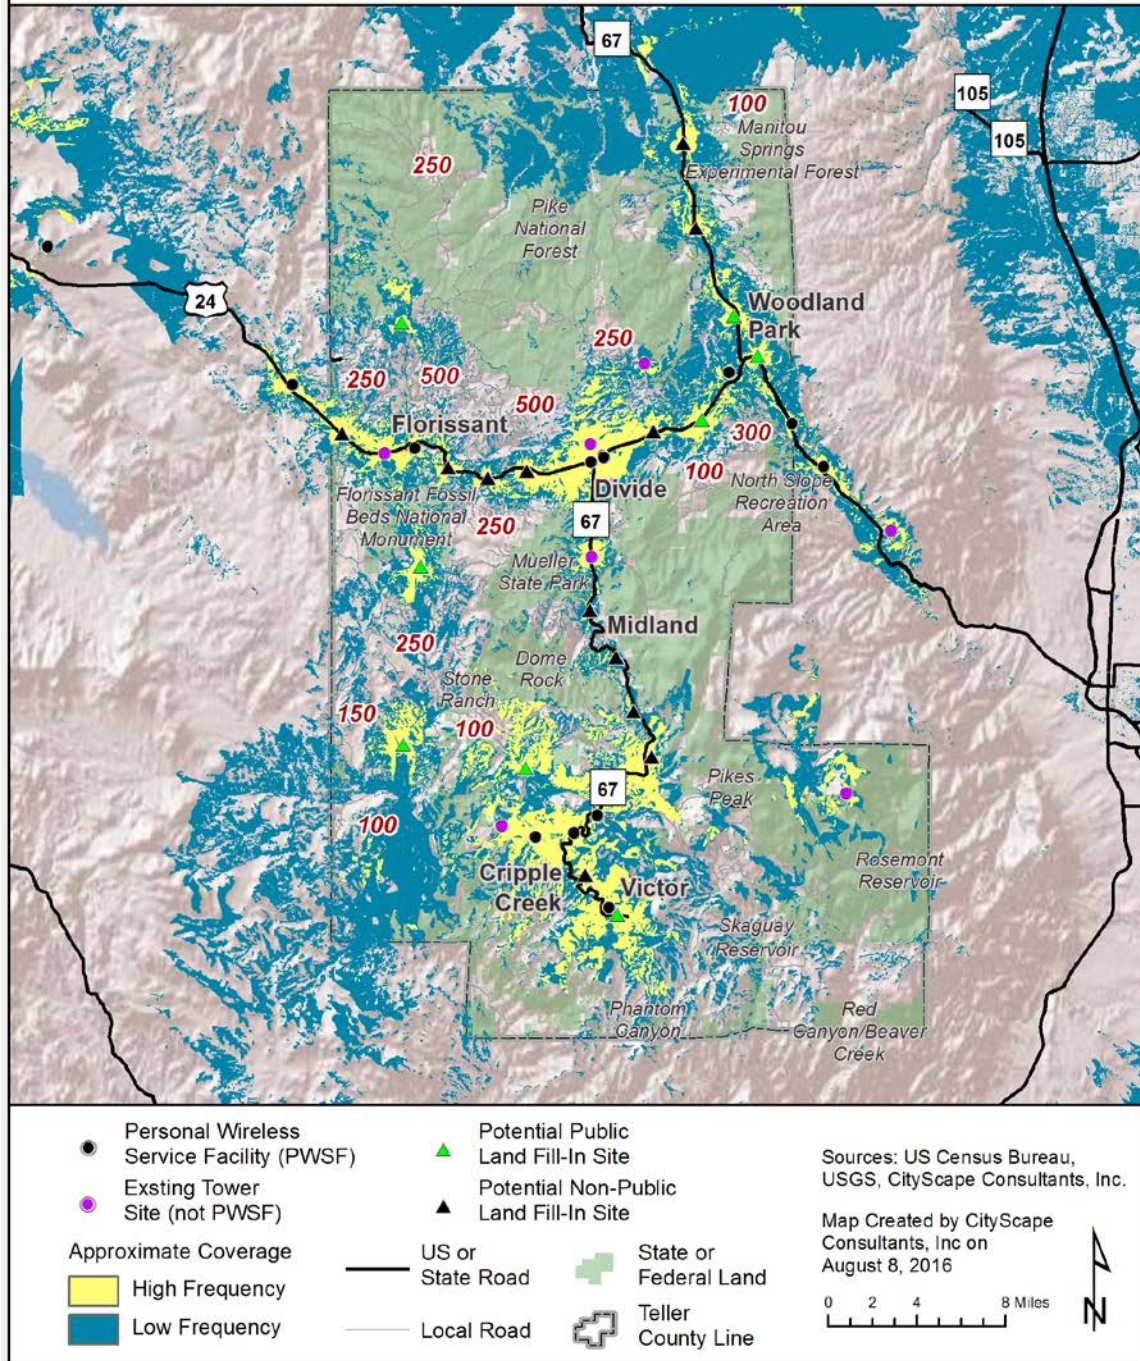 67
105
105
100
Manitou
Springs
Experimental Forest
250
Pike
National
Forest
24
Woodland
Park
250
250
500
500
Florissant
300
100
Divide
North Slope
Recreation
Area
Florissant Fossil
Beds National
Monument
250
67
Mueller
State Park
Midland
250
Dome
Rock
Stone
Ranch
150
100
67
Pikes
Peak
100
Rosemont
Reservoir
Cripple
Creek
Victor
Skaguay
Reservoir
Phantom
Canyon
Red
Canyon/Beaver
Creek
Personal Wireless
Service Facility (PWSF)
Exsting Tower
Site (not PWSF)
Approximate Coverage
High Frequency
Low Frequency
Potential Public
Land Fill-In Site
Potential Non-Public
Land Fill-In Site
US or
State Road
Local Road
State or
Federal Land
Teller
County Line
Sources: US Census Bureau,
USGS, CityScape Consultants, Inc.
Map Created by CityScape
Consultants, Inc on
August 8, 2016
0 2 4 8 Miles
N